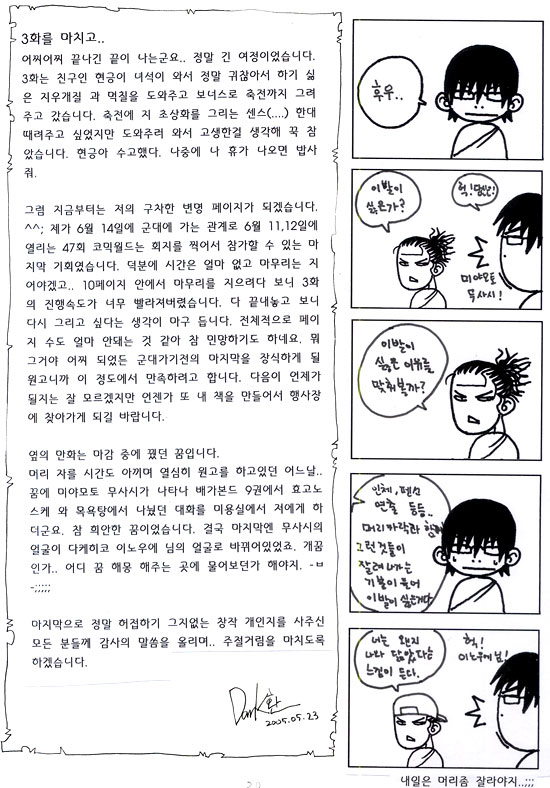 3화를 마치고..
어찌어찌 끝나긴 끝이 나는군요.. 정말 긴 여정이었습니다.
3화는 친구인 현긍이 녀석이 와서 정말 귀찮아서 하기 싫
은 지우개질 과 먹칠을 도와주고 보너스로 축전까지 그려
주고 갔습니다. 축전에 지 초상화를 그리는 센스(....) 한대
때려주고 싶었지만 도와주러 와서 고생한걸 생각해 꾹 참
았습니다. 현긍아 수고했다. 나중에 나 휴가 나오면 밥사
줘.
그럼 지금부터는 저의 구차한 변명 페이지가 되겠습니다.
^^; 제가 6월 14일에 군대에 가는 관계로 6월 11,12일에
열리는 47회 코믹월드는 회지를 찍어서 참가할 수 있는 마
지막 기회였습니다. 덕분에 시간은 얼마 없고 마무리는 지
어야겠고.. 10페이지 안에서 마무리를 지으려다 보니 3화
의 진행속도가 너무 빨라져버렸습니다. 다 끝내놓고 보니
다시 그리고 싶다는 생각이 마구 듭니다. 전체적으로 페이
지 수도 얼마 안돼는 것 같아 참 민망하기도 하네요. 뭐
그거야 어찌 되었든 군대가기전의 마지막을 장식하게 될
원고니까 이 정도에서 만족하려고 합니다. 다음이 언제가
될지는 잘 모르겠지만 언젠가 또 내 책을 만들어서 행사장
에 찾아가게 되길 바랍니다.
옆의 만화는 마감 중에 꿨던 꿈입니다.
머리 자를 시간도 아끼며 열심히 원고를 하고있던 어느날..
꿈에 미야모토 무사시가 나타나 배가본드 9권에서 효고노
스케 와 목욕탕에서 나눴던 대화를 미용실에서 저에게 하
더군요. 참 희안한 꿈이었습니다. 결국 마지막엔 무사시의
얼굴이 다케히코 이노우에 님의 얼굴로 바뀌어있었죠. 개꿈
인가.. 어디 꿈 해몽 해주는 곳에 물어보던가 해야지. -ㅂ
-;;;;;
마지막으로 정말 허접하기 그지없는 창작 개인지를 사주신
모든 분들께 감사의 말씀을 올리며.. 주절거림을 마치도록
하겠습니다.
2005.05.23
후우..
이발이
싫은가?
헉!
미야모토
무사시!
이발이
싫은 이유를
맞춰볼까?
인체, 펜선
연출 등등..
머리카락과 함께
그런 것들이
잘려 나가는
기분이 들어
이발이 싫은게다
너는 왠지
나와 닮았다는
느낌이 든다.
헉!
이노우에님!
내일은 머리좀 잘라야지..;;;